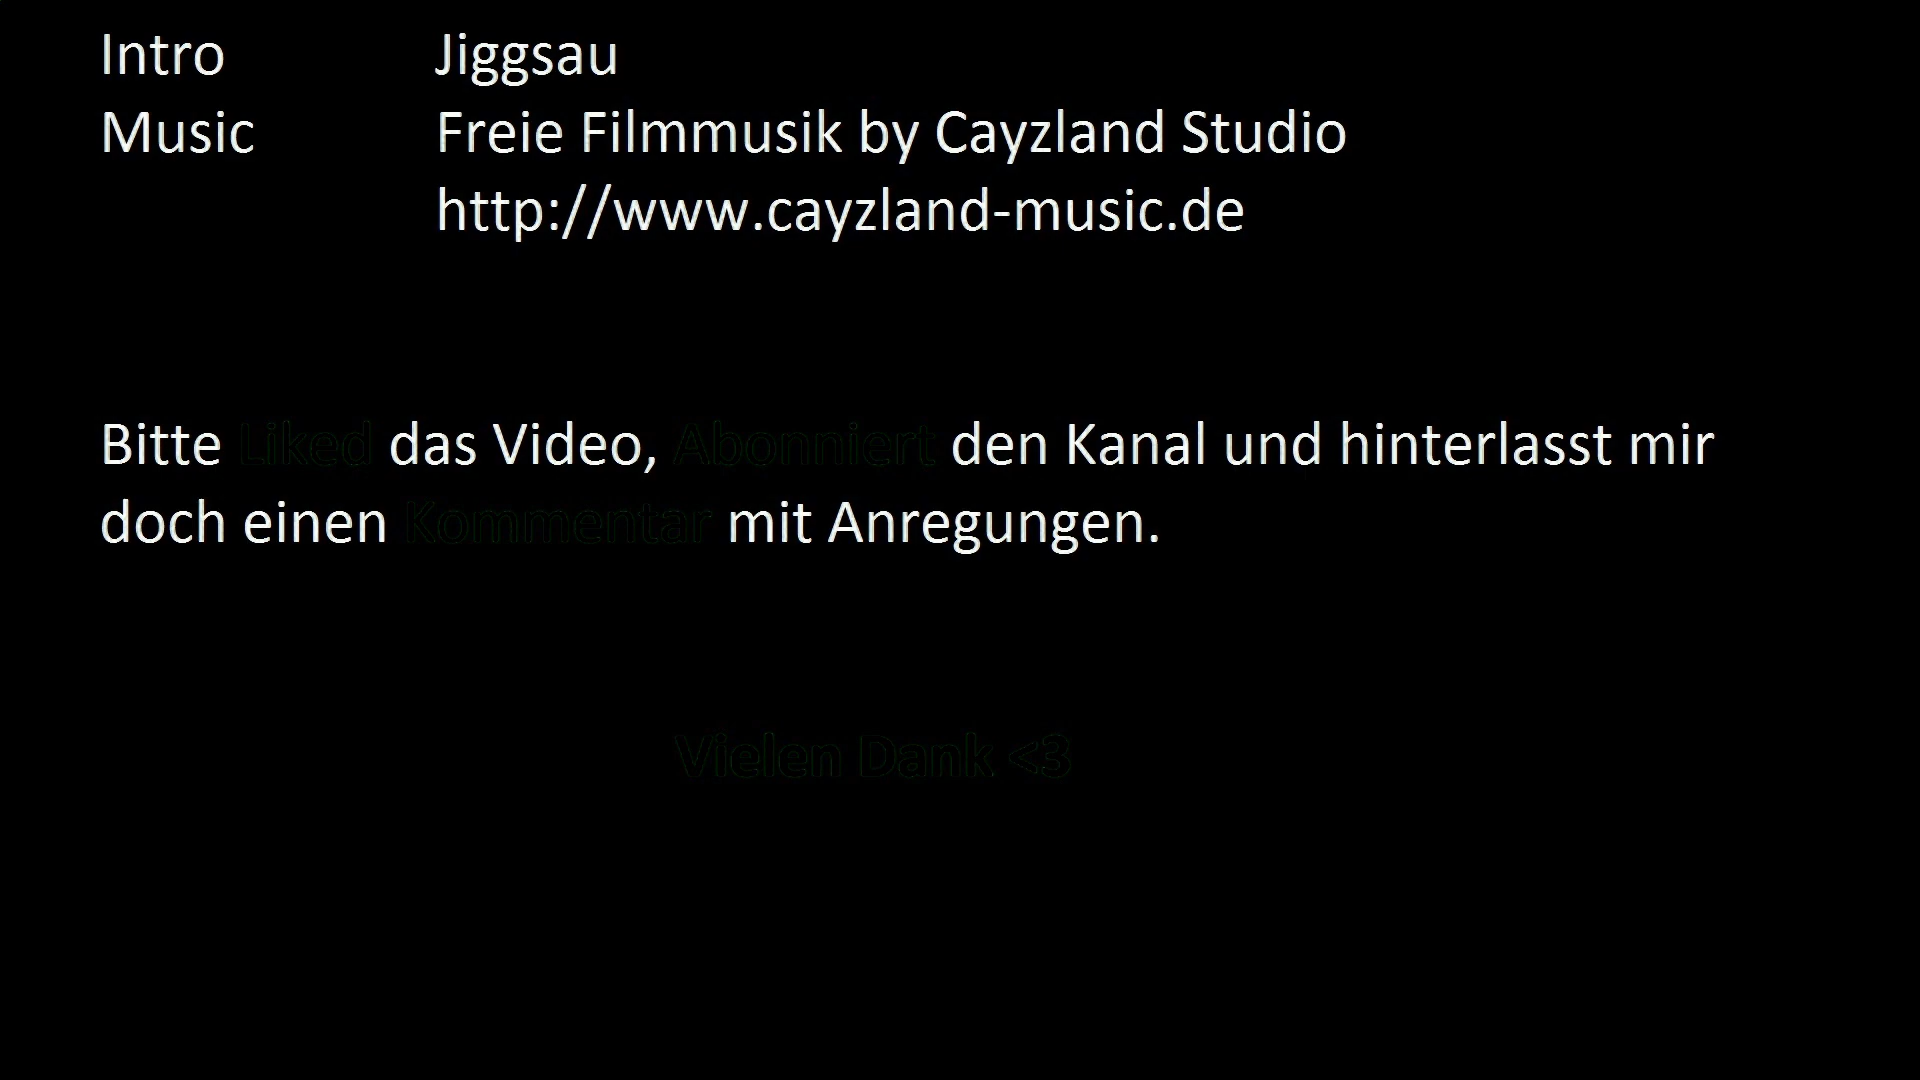 Intro Jiggsau
Music Freie Filmmusik by Cayzland Studio
http://www.cayzland-music.de
Bitte Liked das Video, Abonniert den Kanal und hinterlasst mir
doch einen Kommentar mit Anregungen.
Vielen Dank <3